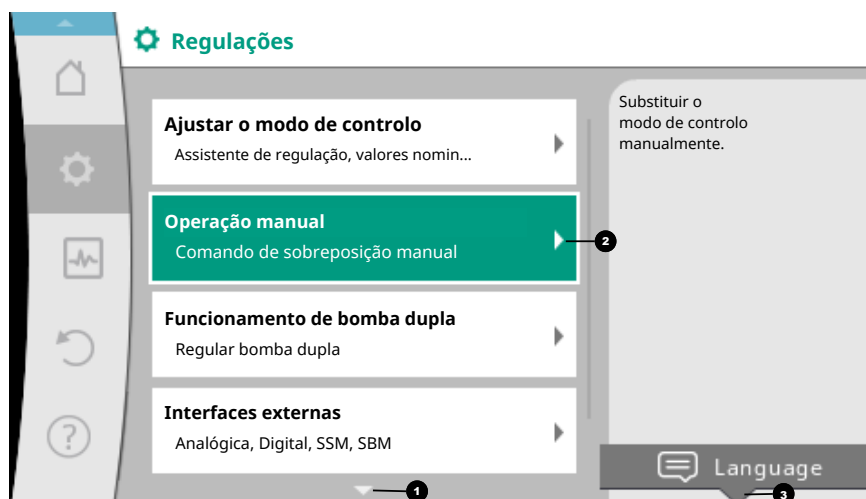 Regulações
Ajustar o modo de controlo
Assistente de regulação, valores nomin...
Operação manual
Comando de sobreposição manual
2
Funcionamento de bomba dupla
Regular bomba dupla
Interfaces externas
Analógica, Digital, SSM, SBM
1
Substituir o
modo de controlo
manualmente.
Language
3
?